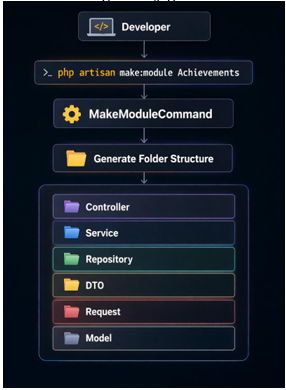 </> Developer
>_ php artisan make:module Achievements
MakeModuleCommand
Generate Folder Structure
Controller
Service
Repository
DTO
Request
Model